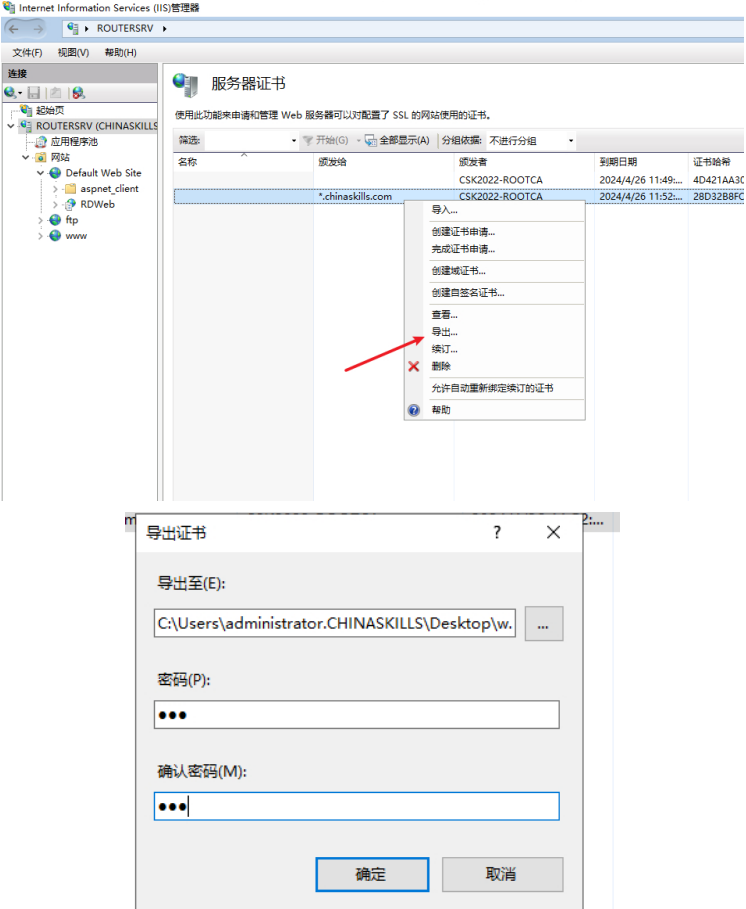 Internet Information Services (IIS)管理器
ROUTERSRV
文件(F) 视图(V) 帮助(H)
连接
起始页
ROUTERSRV (CHINASKILLS
应用程序池
网站
Default Web Site
aspnet_client
RDWeb
ftp
www
服务器证书
使用此功能来申请和管理 Web 服务器可以对配置了 SSL 的网站使用的证书。
筛选: 开始(G) 全部显示(A) 分组依据: 不进行分组
名称 颁发给 颁发者 到期日期 证书哈希
CSK2022-ROOTCA 2024/4/26 11:49:... 4D421AA30
*.chinaskills.com CSK2022-ROOTCA 2024/4/26 11:52:... 28D32B8FC
导入...
创建证书申请...
完成证书申请...
创建域证书...
创建自签名证书...
查看...
导出...
续订...
删除
允许自动重新绑定续订的证书
帮助
m 2:...
导出证书 ?
导出至(E):
C:\Users\administrator.CHINASKILLS\Desktop\w. ...
密码(P):
●●●
确认密码(M):
●●●
确定 取消